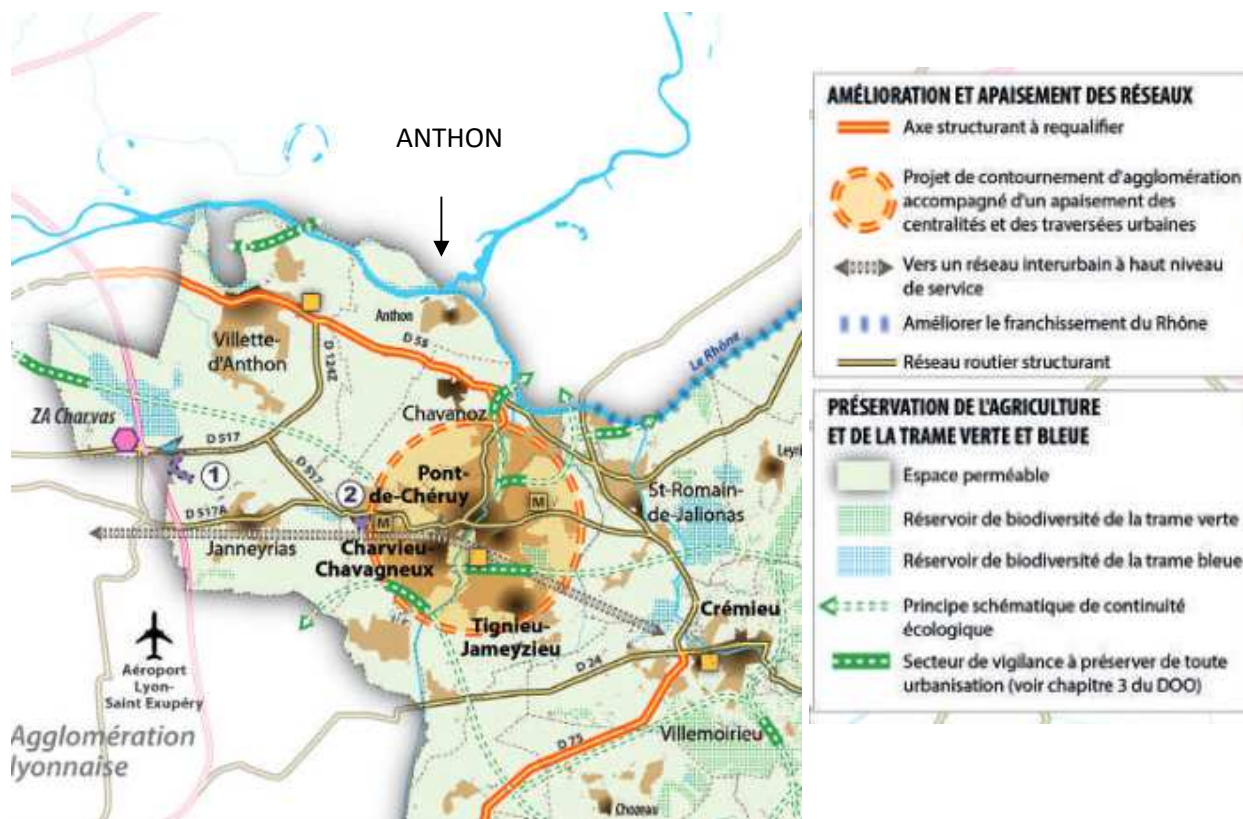 ANTHON
Anthon
Villette-
d'Anthon
D 55
D 124Z
Le Rhône
Chavanoz
ZA Charvas
D 517
1
D 517
2
Pont-
de-Chéruy
M
M
St-Romain-
de-Jalionas
D 517A
Janneyrias
Charvieu-
Chavagneux
Crémieu
Tignieu-
Jameyzieu
D 24
Aéroport
Lyon-
Saint Exupéry
Agglomération
lyonnaise
D 75
Villemoirieu
Chozeau
AMÉLIORATION ET APAISEMENT DES RÉSEAUX
Axe structurant à requalifier
Projet de contournement d'agglomération
accompagné d'un apaisement des
centralités et des traversées urbaines
Vers un réseau interurbain à haut niveau
de service
Améliorer le franchissement du Rhône
Réseau routier structurant
PRÉSERVATION DE L'AGRICULTURE
ET DE LA TRAME VERTE ET BLEUE
Espace perméable
Réservoir de biodiversité de la trame verte
Réservoir de biodiversité de la trame bleue
Principe schématique de continuité
écologique
Secteur de vigilance à préserver de toute
urbanisation (voir chapitre 3 du DOO)